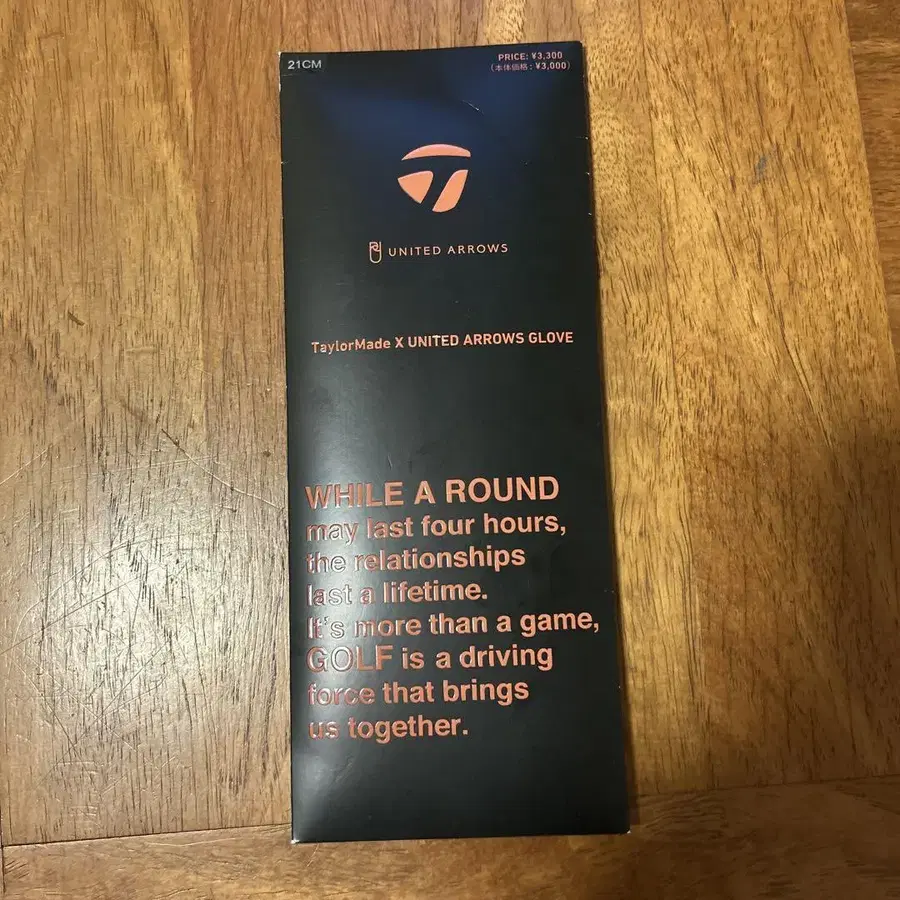 21CM
PRICE: ¥3,300
(本体価格:¥3,000)
UNITED ARROWS
TaylorMade X UNITED ARROWS GLOVE
WHILE A ROUND
may last four hours,
the relationships
last a lifetime.
It's more than a game,
GOLF is a driving
force that brings
us together.